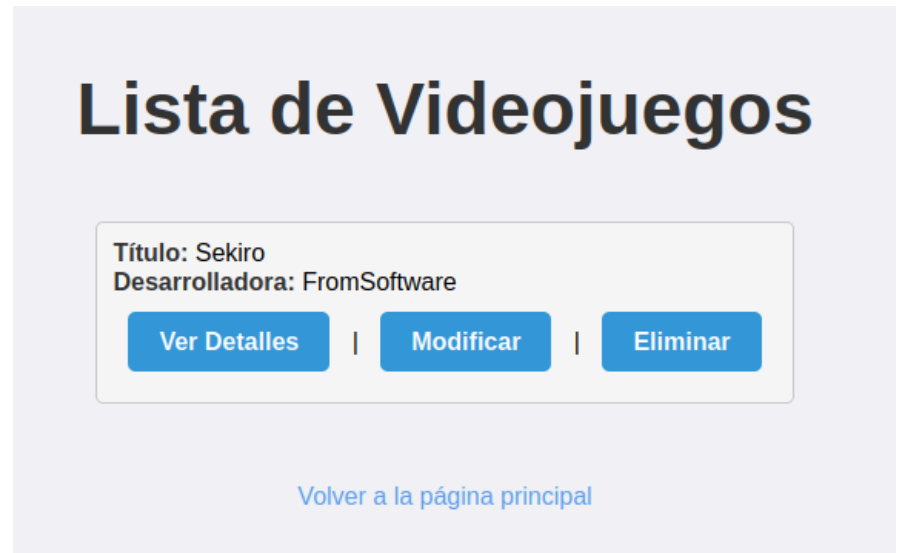 Lista de Videojuegos
Título: Sekiro
Desarrolladora: FromSoftware
Ver Detalles | Modificar | Eliminar
Volver a la página principal